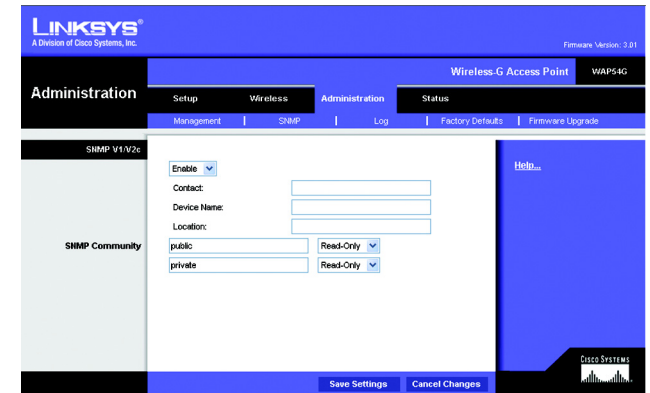 LINKSYS®
A Division of Cisco Systems, Inc.
Firmware Version: 3.01
Wireless-G Access Point WAP54G
Administration
Setup Wireless Administration Status
Management | SNMP | Log | Factory Defaults | Firmware Upgrade
SNMP V1/V2c
Enable
Help...
Contact:
Device Name:
Location:
SNMP Community public Read-Only
private Read-Only
CISCO SYSTEMS
Save Settings Cancel Changes